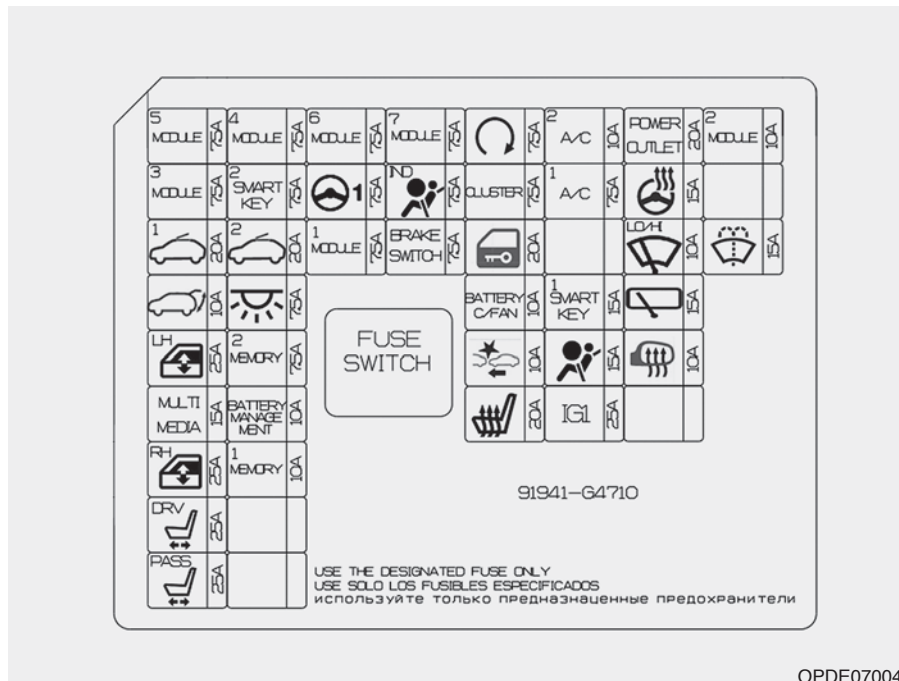 5 MODULE 7.5A
4 MODULE 7.5A
6 MODULE 7.5A
7 MODULE 7.5A
7.5A
2 A/C 10A
POWER
OUTLET 20A
2 MODULE 10A
3 MODULE 7.5A
2 SMART
KEY 7.5A
1 7.5A
IND 7.5A
CLUSTER 7.5A
1 A/C 7.5A
15A
1 20A
2 20A
1 MODULE 7.5A
BRAKE
SWITCH 7.5A
20A
LO/HI 10A
15A
10A
7.5A
BATTERY
C/FAN 10A
1 SMART
KEY 15A
15A
LH 25A
2 MEMORY 7.5A
FUSE
SWITCH
10A
15A
10A
MULTI
MEDIA 15A
BATTERY
MANAGE
MENT 10A
20A
IG1 25A
RH 25A
1 MEMORY 10A
91941-G4710
DRV 25A
PASS 25A
USE THE DESIGNATED FUSE ONLY
USE SOLO LOS FUSIBLES ESPECIFICADOS
используйте только предназнаценные предохранители
OPDE07004